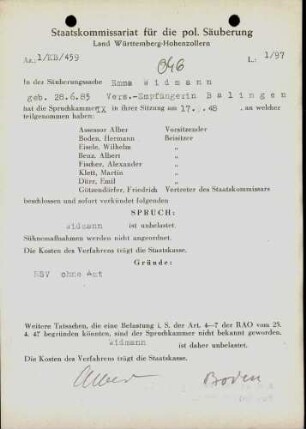 Staatskommissariat für die pol. Säuberung
Land Württemberg-Hohenzollern
Az. 1/KB/459
L: 1/97
046
In der Säuberungssache Emma Widmann
geb. 28.6.85 Vers.-Empfängerin Balingen
hat die Spruchkammer in ihrer Sitzung am 17. .48. an welcher
teilgenommen haben:
Assessor Alber Vorsitzender
Boden, Hermann Beisitzer
Eisele, Wilhelm „
Benz, Albert „
Fischer, Alexander „
Klett, Martin „
Dürr, Emil „
Götzendörfer, Friedrich Vertreter des Staatskommissars
beschlossen und sofort verkündet folgenden
SPRUCH:
Widmann ist unbelastet.
Sühnemaßnahmen werden nicht angeordnet.
Die Kosten des Verfahrens trägt die Staatskasse.
Gründe:
NSV ohne Amt
Weitere Tatsachen, die eine Belastung i. S. der Art. 4—7 der RAO vom 25.
4. 47 begründen könnten, sind der Spruchkammer nicht bekannt geworden.
Widmann ist daher unbelastet.
Die Kosten des Verfahrens trägt die Staatskasse.
Alber Boden